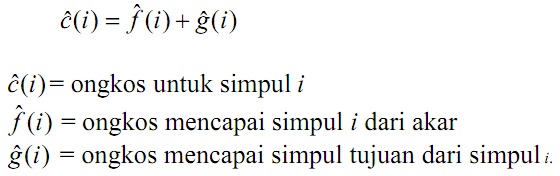 ĉ(i) = f̂(i) + ĝ(i)
ĉ(i) = ongkos untuk simpul i
f̂(i) = ongkos mencapai simpul i dari akar
ĝ(i) = ongkos mencapai simpul tujuan dari simpul i.